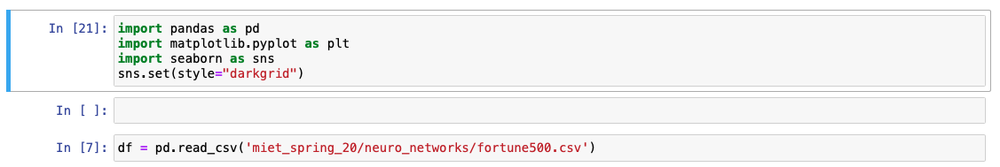 In [21]: import pandas as pd
import matplotlib.pyplot as plt
import seaborn as sns
sns.set(style="darkgrid")
In [ ]:
In [7]: df = pd.read_csv('miet_spring_20/neuro_networks/fortune500.csv')